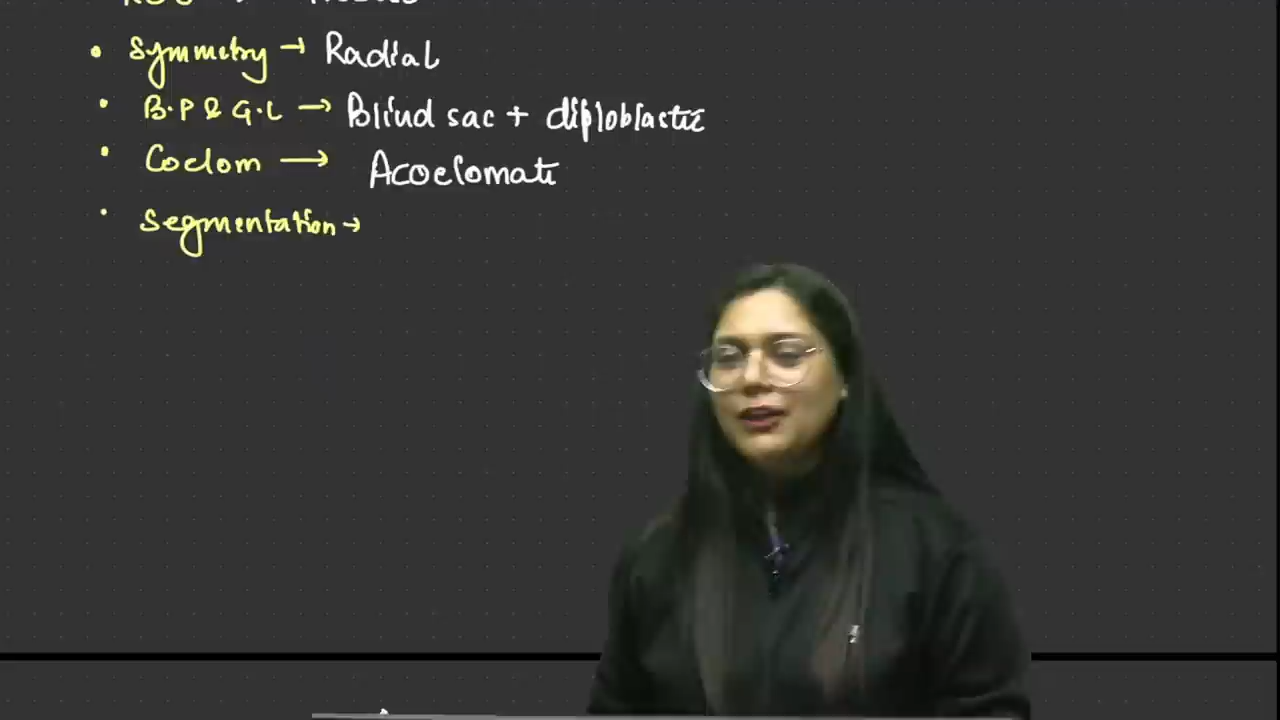 • Symmetry → Radial
• B.P & G.L → Blind sac + diploblastic
• Coelom → Acoelomate
• Segmentation →